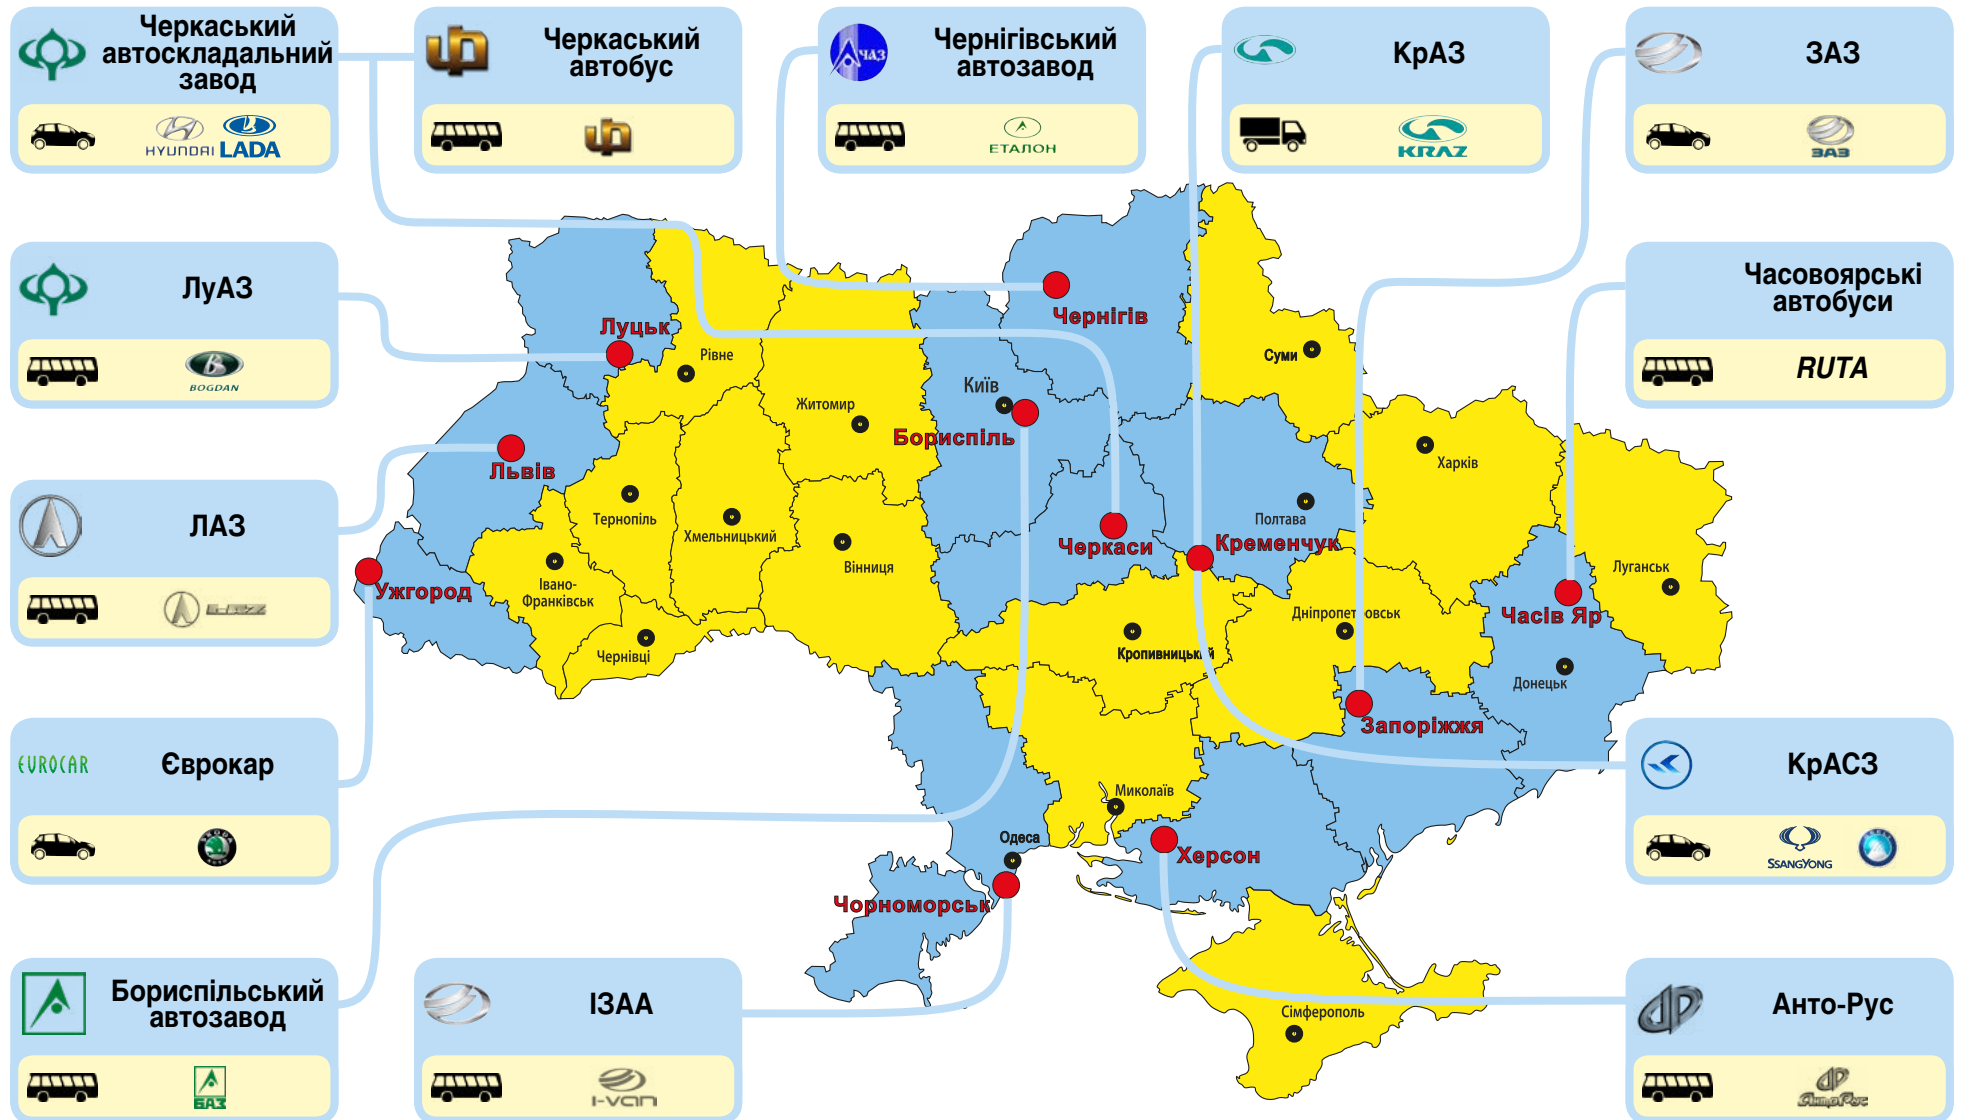 Черкаський
автоскладальний
завод
HYUNDAI LADA
Черкаський
автобус
ЧАЗ
Чернігівський
автозавод
ЕТАЛОН
КрАЗ
KRAZ
ЗАЗ
ЗАЗ
ЛуАЗ
BOGDAN
Часовоярські
автобуси
RUTA
ЛАЗ
LAZ
EUROCAR
Єврокар
КрАСЗ
SSANGYONG
Бориспільський
автозавод
БАЗ
ІЗАА
I-VAN
Анто-Рус
АнтоРус
Луцьк
Рівне
Житомир
Київ
Бориспіль
Чернігів
Суми
Львів
Тернопіль
Хмельницький
Вінниця
Черкаси
Полтава
Кременчук
Харків
Луганськ
Ужгород
Івано-
Франківськ
Чернівці
Кропивницький
Дніпропетровськ
Часів Яр
Донецьк
Запоріжжя
Миколаїв
Одеса
Херсон
Чорноморськ
Сімферополь